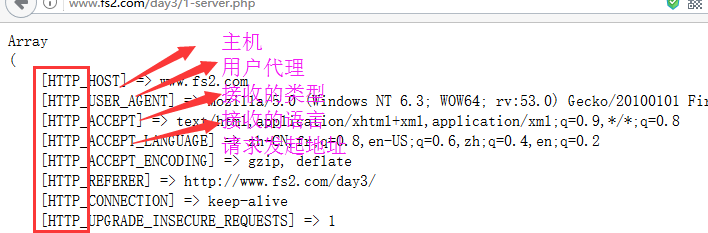 www.fs2.com/day3/1-server.php
Array
(
主机
[HTTP_HOST] => www.fs2.com
用户代理
[HTTP_USER_AGENT] => Mozilla/5.0 (Windows NT 6.3; WOW64; rv:53.0) Gecko/20100101
接收的类型
[HTTP_ACCEPT] => text/html,application/xhtml+xml,application/xml;q=0.9,*/*;q=0.8
接收的语言
[HTTP_ACCEPT_LANGUAGE] => zh-CN,fr;q=0.8,en-US;q=0.6,zh;q=0.4,en;q=0.2
请求发起地址
[HTTP_ACCEPT_ENCODING] => gzip, deflate
[HTTP_REFERER] => http://www.fs2.com/day3/
[HTTP_CONNECTION] => keep-alive
[HTTP_UPGRADE_INSECURE_REQUESTS] => 1